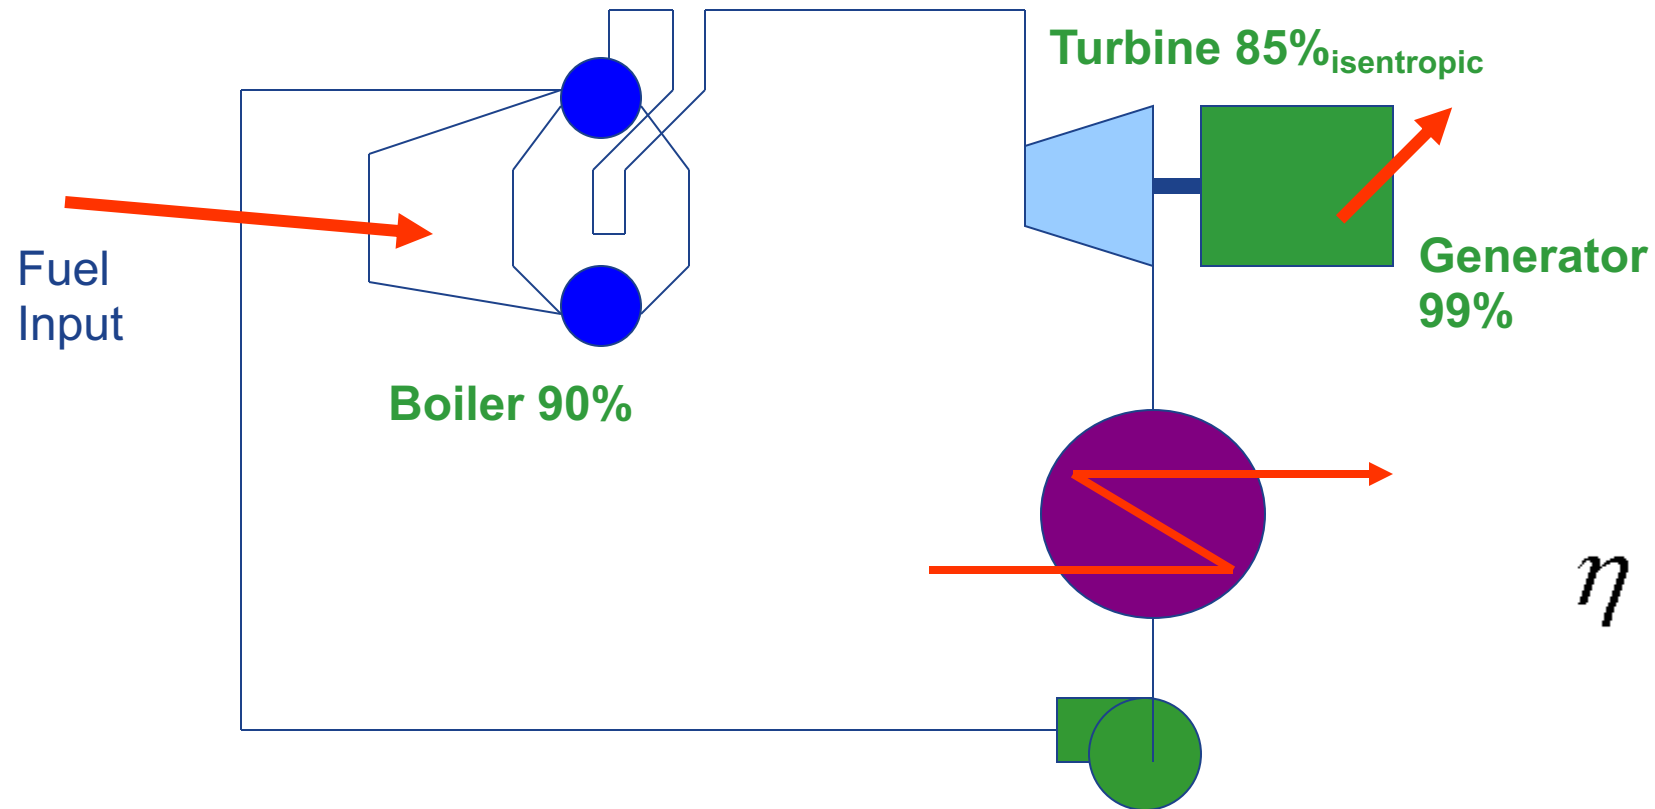 Turbine 85%isentropic
Fuel
Input
Generator
99%
Boiler 90%
η